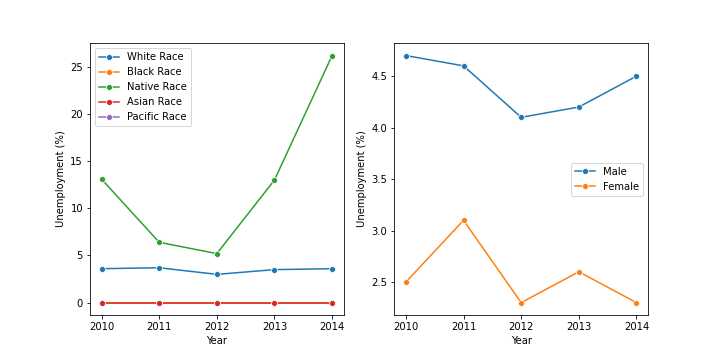 White Race
Black Race
Native Race
Asian Race
Pacific Race
25
20
15
10
5
0
Unemployment (%)
2010 2011 2012 2013 2014
Year
4.5
4.0
3.5
3.0
2.5
Unemployment (%)
Male
Female
2010 2011 2012 2013 2014
Year